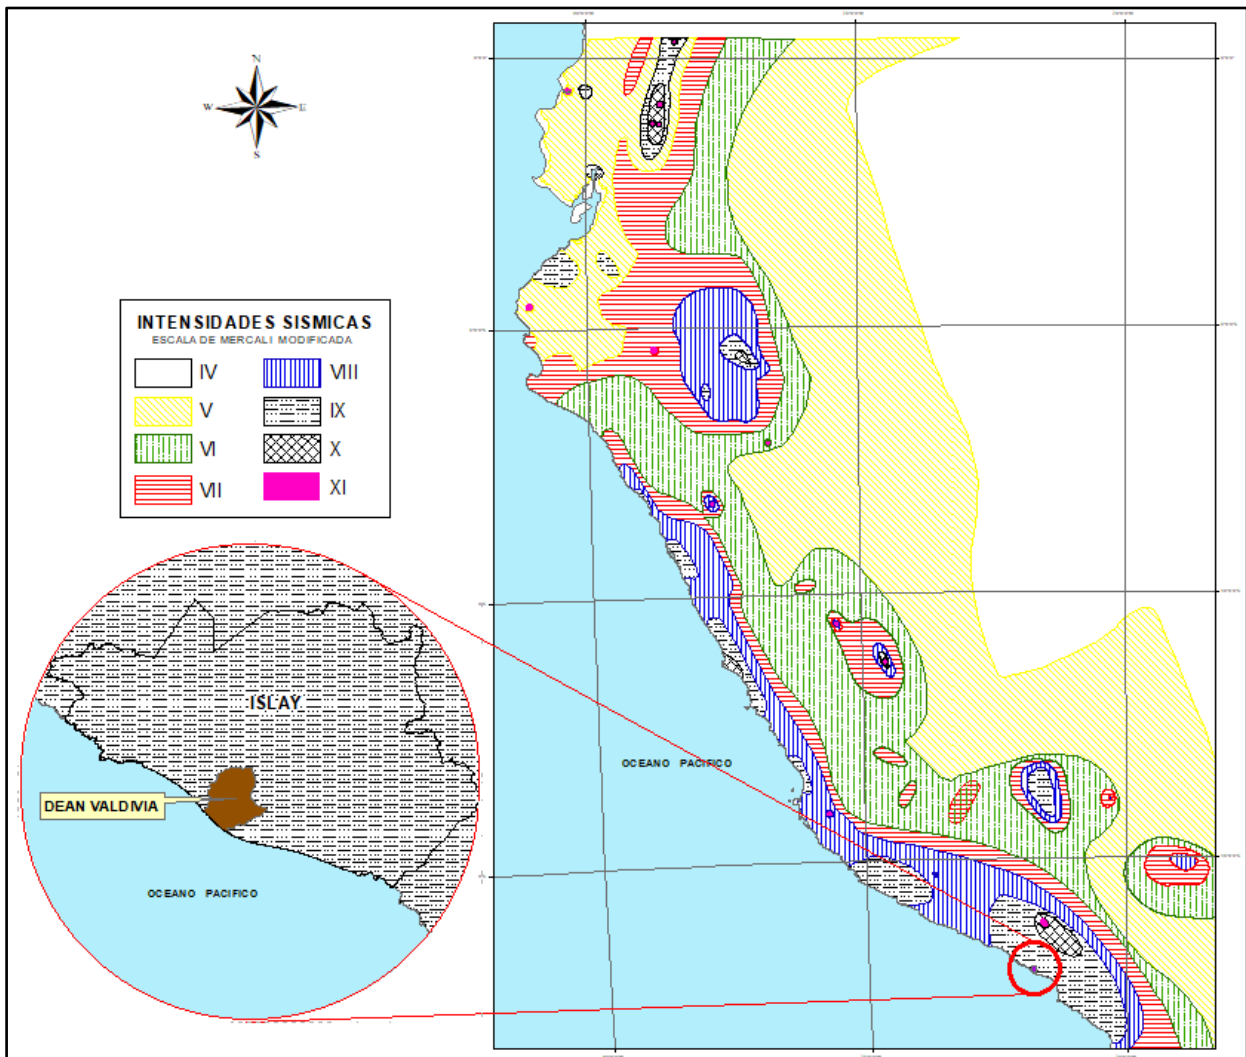 N
W
E
S
INTENSIDADES SISMICAS
ESCALA DE MERCALI MODIFICADA
IV
VIII
V
IX
VI
X
VII
XI
ISLAY
DEAN VALDIVIA
OCEANO PACIFICO
OCEANO PACIFICO